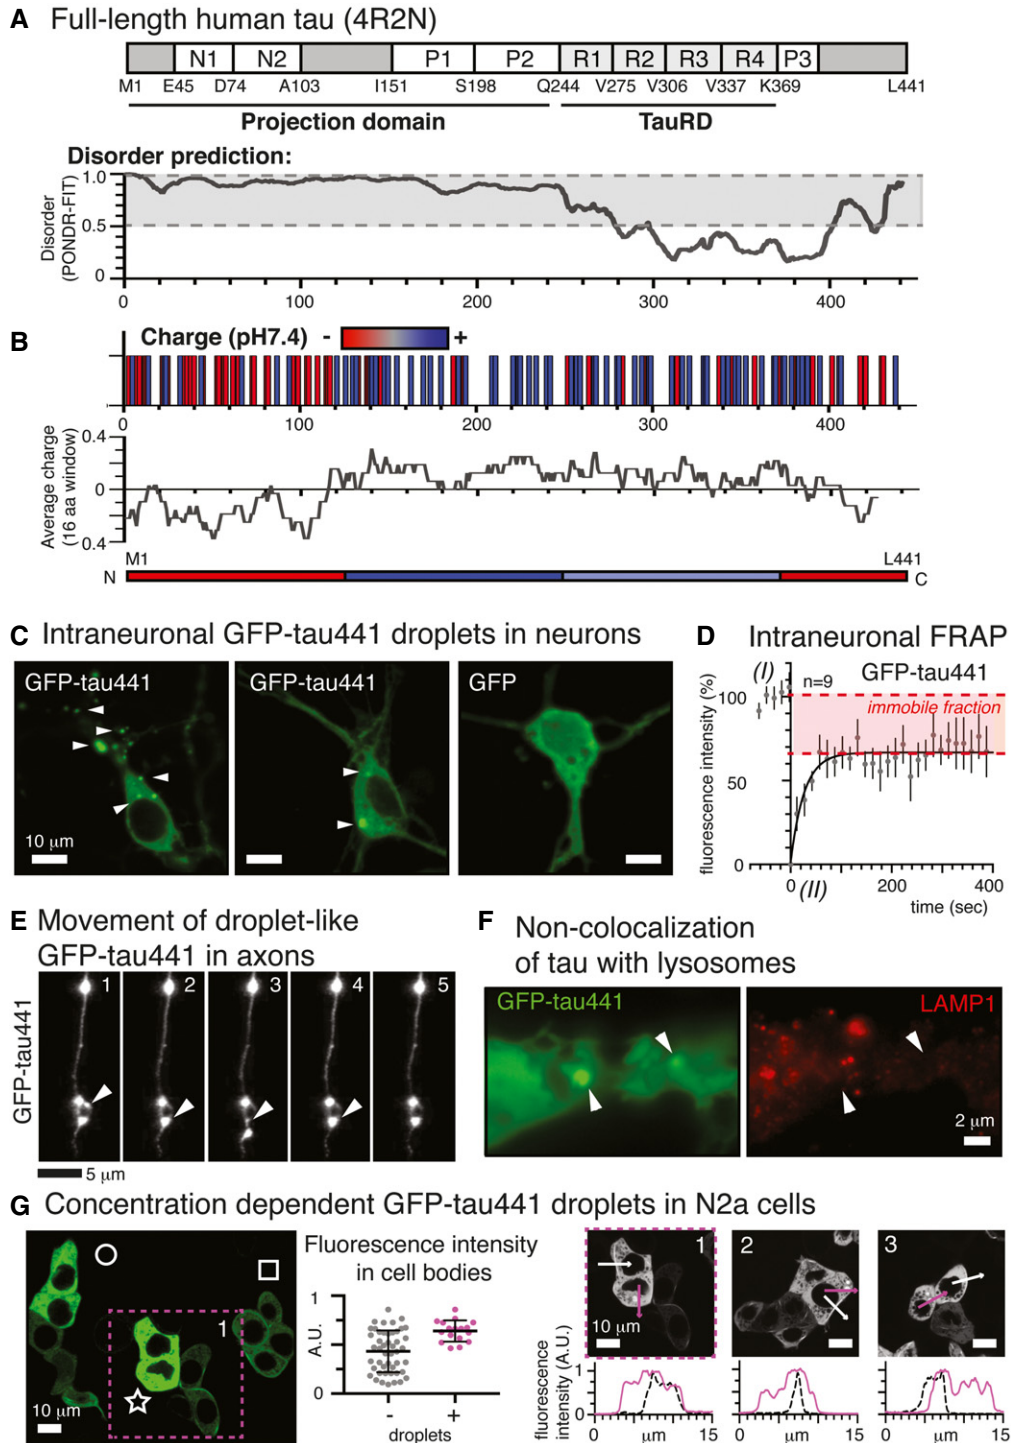 A Full-length human tau (4R2N)
N1 N2 P1 P2 R1 R2 R3 R4 P3
M1 E45 D74 A103 I151 S198 Q244 V275 V306 V337 K369 L441
Projection domain TauRD
Disorder prediction:
Disorder
(PONDR-FIT)
1.0
0.5
0
0 100 200 300 400
B Charge (pH7.4) - +
0 100 200 300 400
Average charge
(16 aa window)
0.4
0
0.4
M1 L441
N C
C Intraneuronal GFP-tau441 droplets in neurons
GFP-tau441 GFP-tau441 GFP
10 μm
D Intraneuronal FRAP
(I) n=9 GFP-tau441
immobile fraction
fluorescence intensity (%)
100
50
0
0 (II) 200 400
time (sec)
E Movement of droplet-like
GFP-tau441 in axons
GFP-tau441
1 2 3 4 5
5 μm
F Non-colocalization
of tau with lysosomes
GFP-tau441 LAMP1
2 μm
G Concentration dependent GFP-tau441 droplets in N2a cells
1
10 μm
Fluorescence intensity
in cell bodies
A.U.
1
0
- +
droplets
1 2 3
10 μm
fluorescence
intensity (A.U.)
1
0
0 μm 15 0 μm 15 0 μm 15